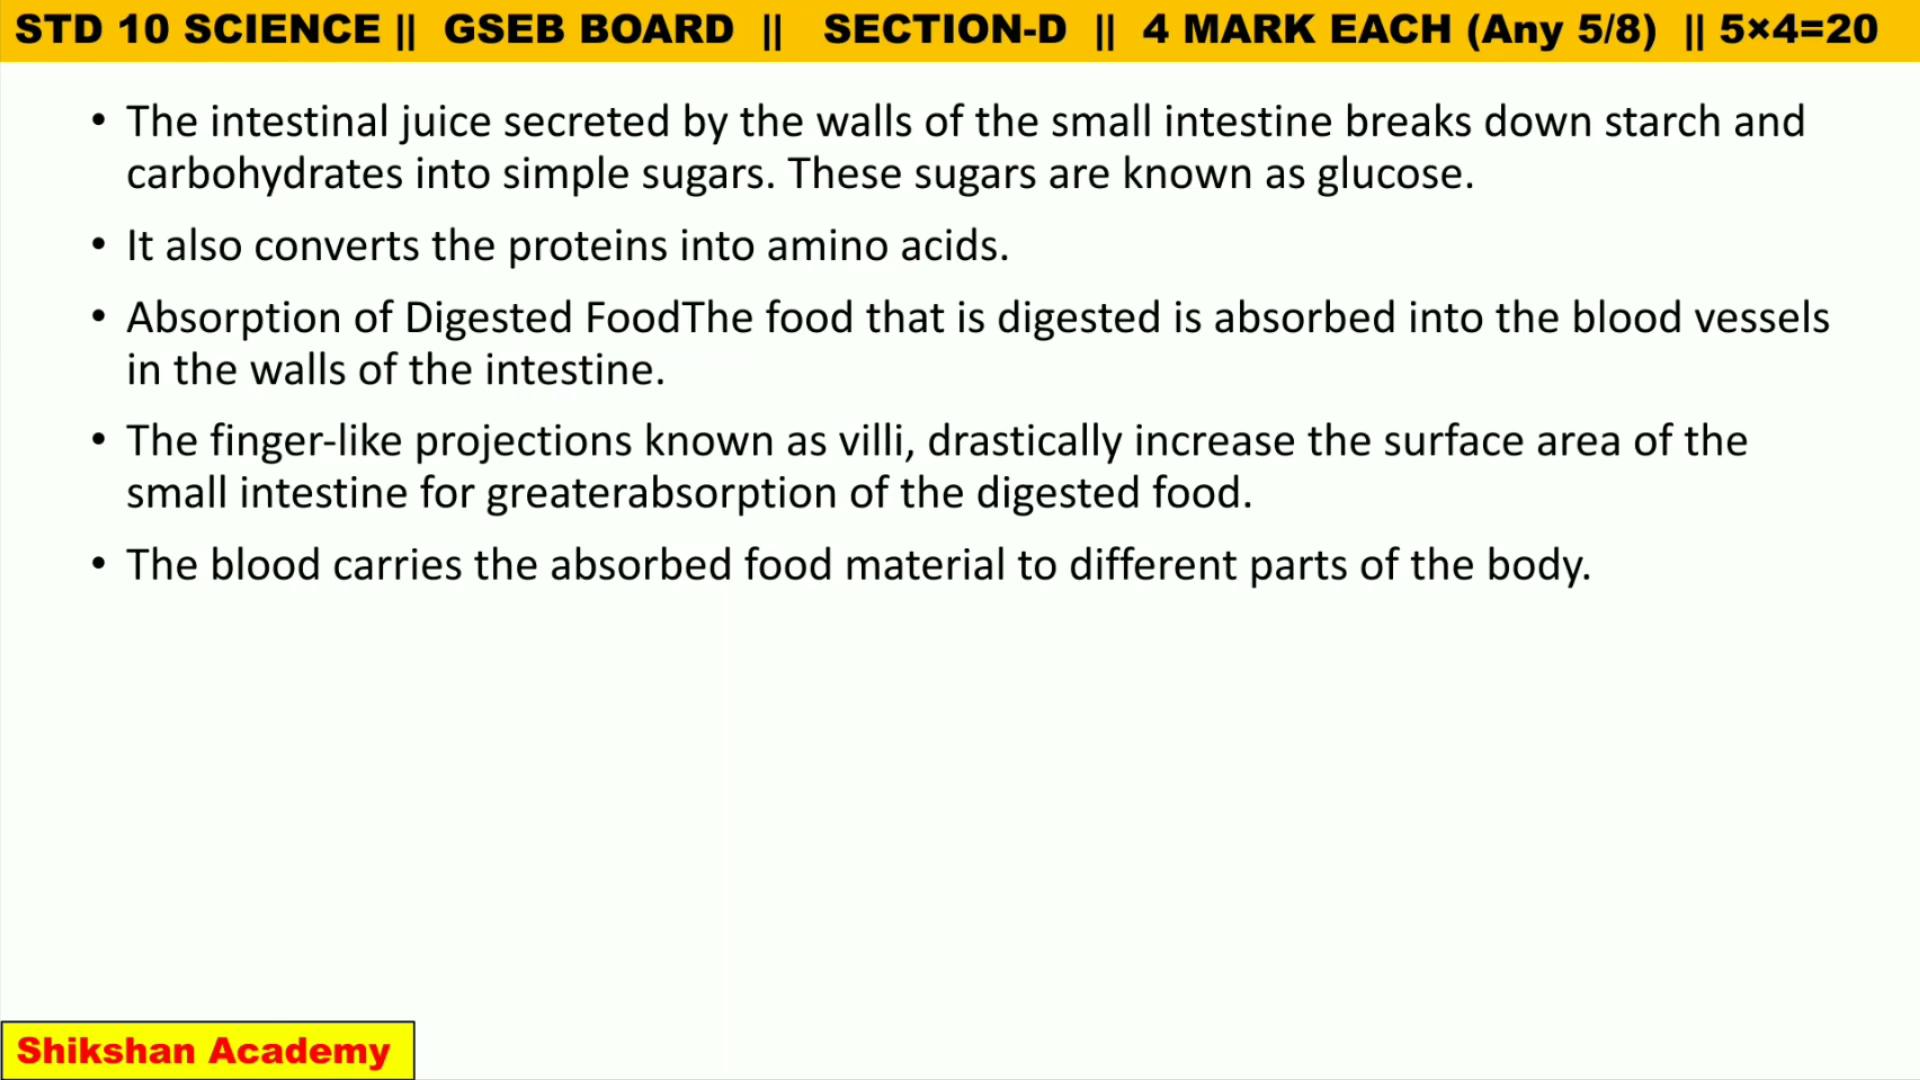 STD 10 SCIENCE || GSEB BOARD || SECTION-D || 4 MARK EACH (Any 5/8) || 5×4=20
• The intestinal juice secreted by the walls of the small intestine breaks down starch and
carbohydrates into simple sugars. These sugars are known as glucose.
• It also converts the proteins into amino acids.
• Absorption of Digested FoodThe food that is digested is absorbed into the blood vessels
in the walls of the intestine.
• The finger-like projections known as villi, drastically increase the surface area of the
small intestine for greaterabsorption of the digested food.
• The blood carries the absorbed food material to different parts of the body.
Shikshan Academy